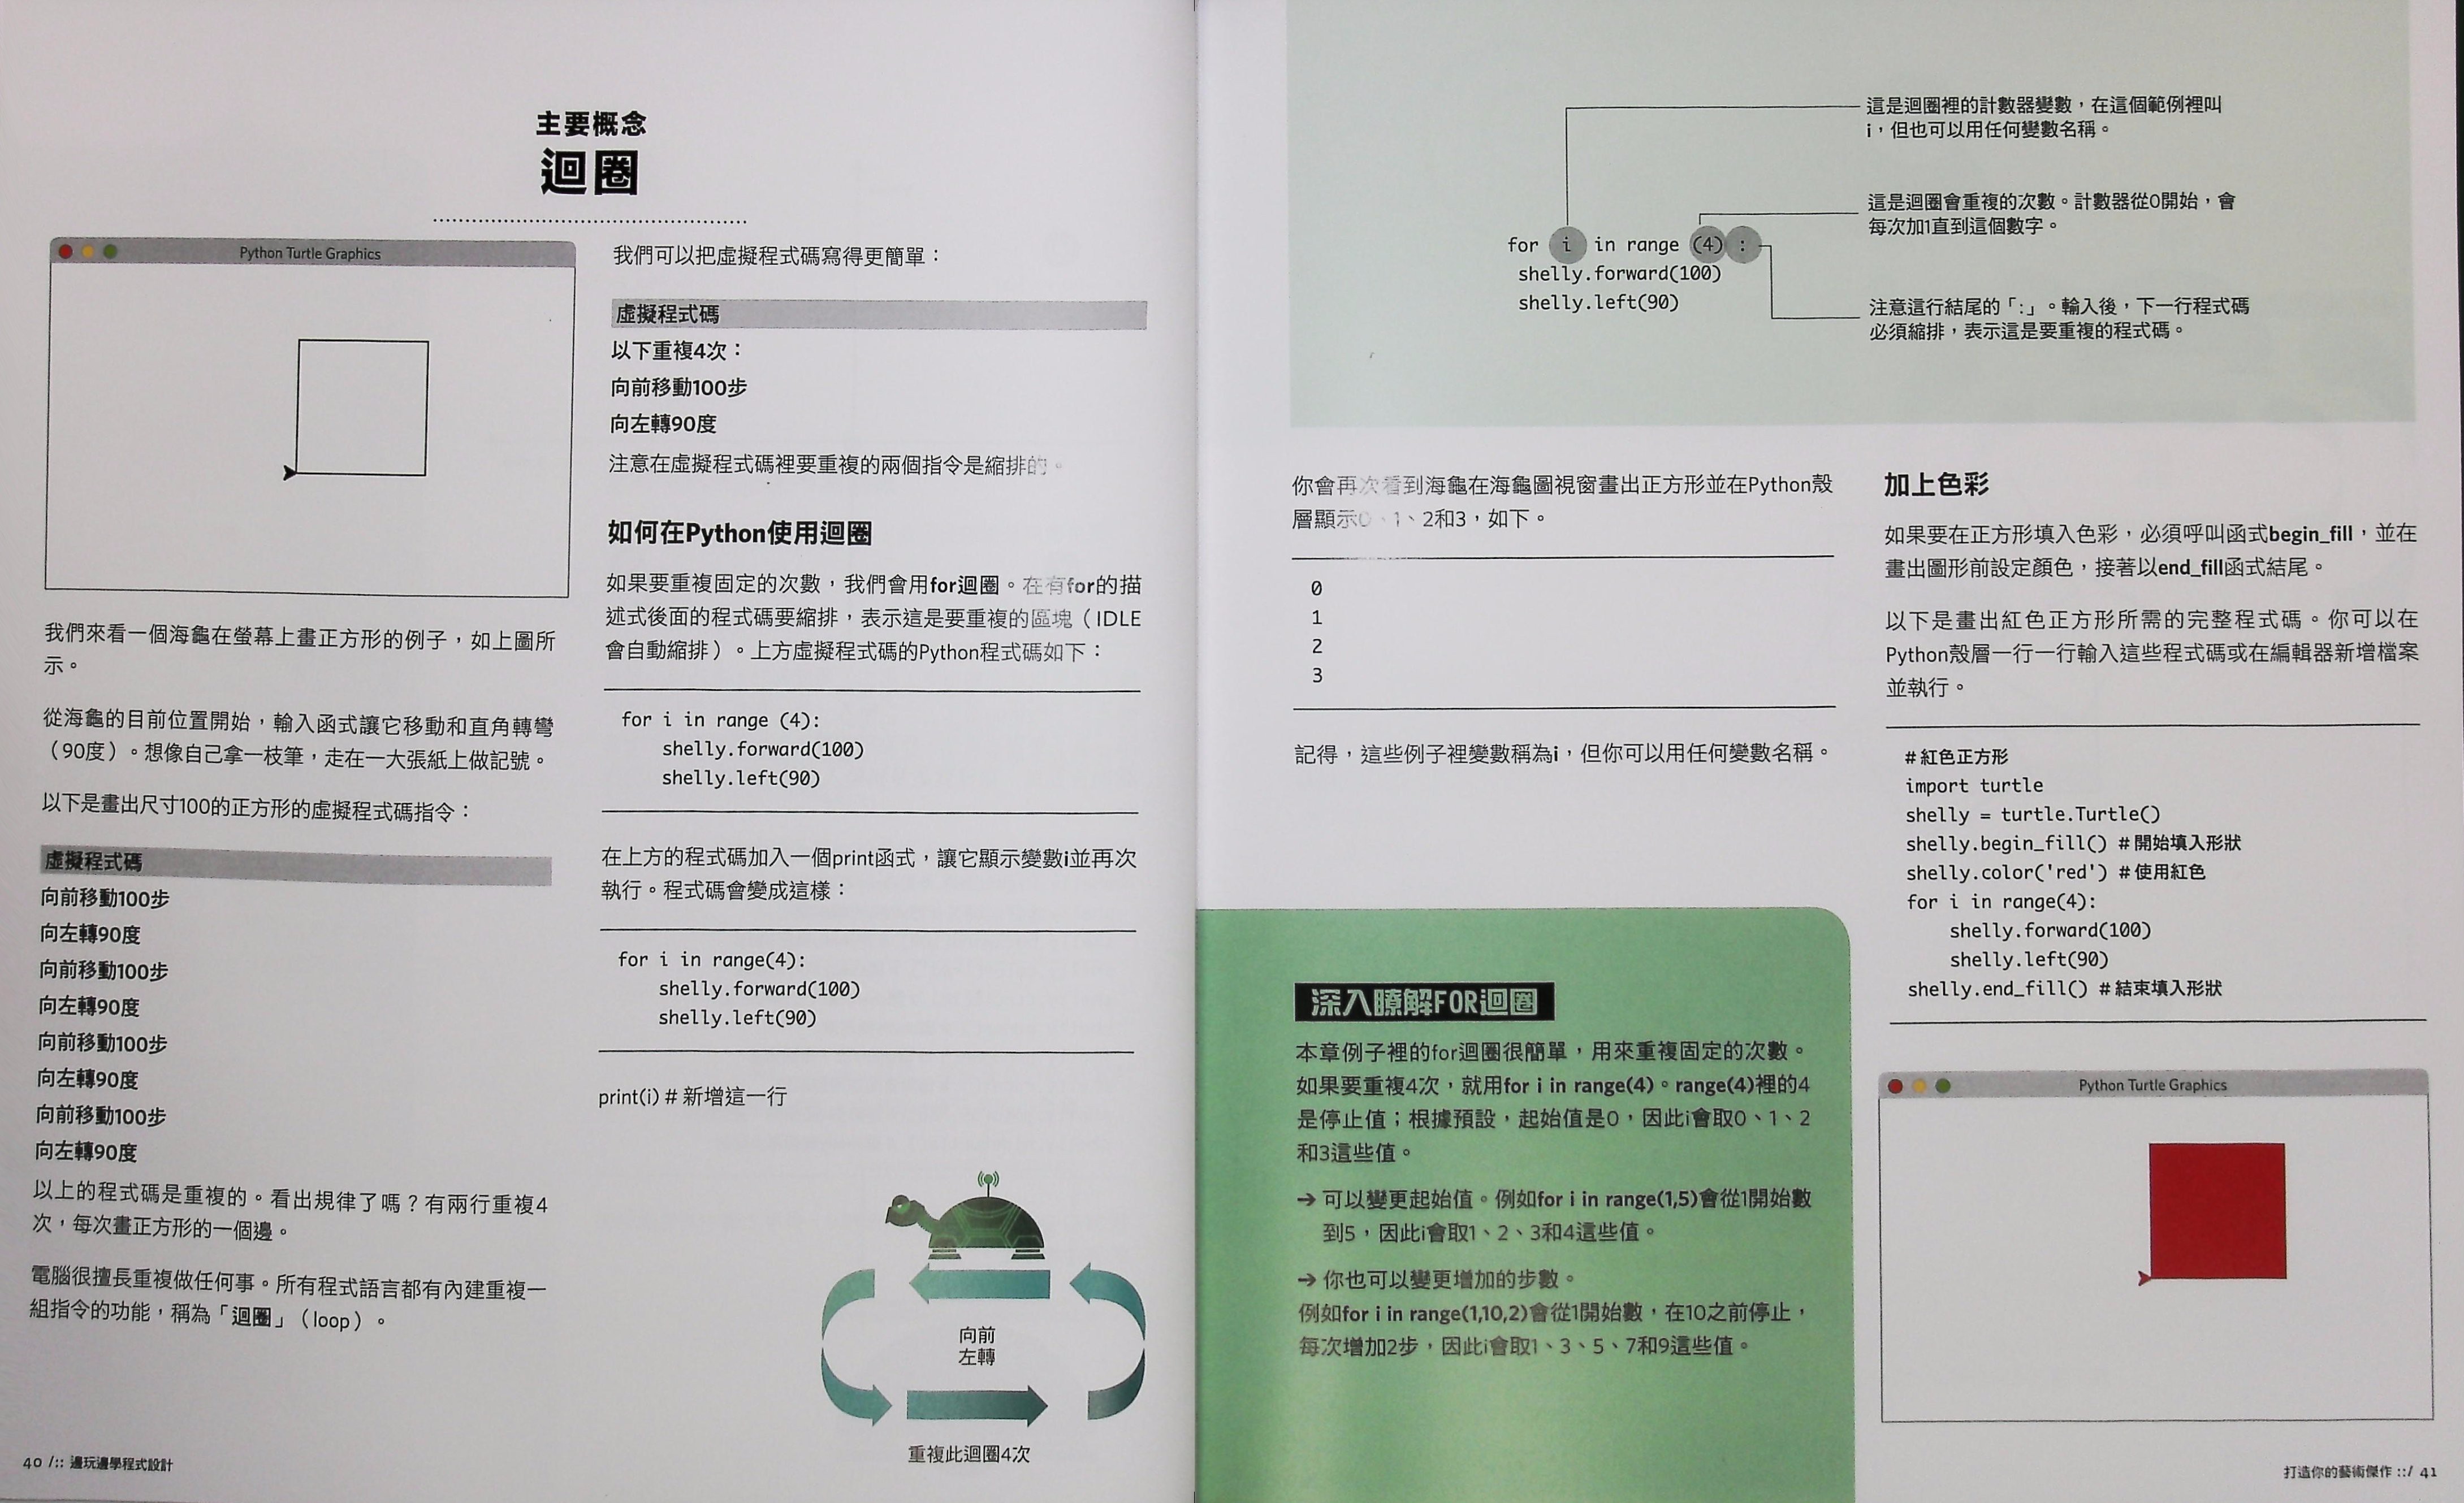 主要概念
迴圈
Python Turtle Graphics
我們來看一個海龜在螢幕上畫正方形的例子，如上圖所
示。
從海龜的目前位置開始，輸入函式讓它移動和直角轉彎
（90度）。想像自己拿一枝筆，走在一大張紙上做記號。
以下是畫出尺寸100的正方形的虛擬程式碼指令：
虛擬程式碼
向前移動100步
向左轉90度
向前移動100步
向左轉90度
向前移動100步
向左轉90度
向前移動100步
向左轉90度
以上的程式碼是重複的。看出規律了嗎？有兩行重複4
次，每次畫正方形的一個邊。
電腦很擅長重複做任何事。所有程式語言都有內建重複一
組指令的功能，稱為「迴圈」（loop）。
我們可以把虛擬程式碼寫得更簡單：
虛擬程式碼
以下重複4次：
向前移動100步
向左轉90度
注意在虛擬程式碼裡要重複的兩個指令是縮排的。
如何在Python使用迴圈
如果要重複固定的次數，我們會用for迴圈。在有for的描
述式後面的程式碼要縮排，表示這是要重複的區塊（IDLE
會自動縮排）。上方虛擬程式碼的Python程式碼如下：
for i in range (4):
shelly.forward(100)
shelly.left(90)
在上方的程式碼加入一個print函式，讓它顯示變數i並再次
執行。程式碼會變成這樣：
for i in range(4):
shelly.forward(100)
shelly.left(90)
print(i) # 新增這一行
向前
左轉
重複此迴圈4次
40 /:: 邊玩邊學程式設計
這是迴圈裡的計數器變數，在這個範例裡叫
i，但也可以用任何變數名稱。
這是迴圈會重複的次數。計數器從0開始，會
每次加1直到這個數字。
for i in range (4) :
shelly.forward(100)
shelly.left(90)
注意這行結尾的「:」。輸入後，下一行程式碼
必須縮排，表示這是要重複的程式碼。
你會再次看到海龜在海龜圖視窗畫出正方形並在Python殼
層顯示0、1、2和3，如下。
0
1
2
3
記得，這些例子裡變數稱為i，但你可以用任何變數名稱。
深入瞭解FOR迴圈
本章例子裡的for迴圈很簡單，用來重複固定的次數。
如果要重複4次，就用for i in range(4)。range(4)裡的4
是停止值；根據預設，起始值是0，因此i會取0、1、2
和3這些值。
➔ 可以變更起始值。例如for i in range(1,5)會從1開始數
到5，因此i會取1、2、3和4這些值。
➔ 你也可以變更增加的步數。
例如for i in range(1,10,2)會從1開始數，在10之前停止，
每次增加2步，因此i會取1、3、5、7和9這些值。
加上色彩
如果要在正方形填入色彩，必須呼叫函式begin_fill，並在
畫出圖形前設定顏色，接著以end_fill函式結尾。
以下是畫出紅色正方形所需的完整程式碼。你可以在
Python殼層一行一行輸入這些程式碼或在編輯器新增檔案
並執行。
# 紅色正方形
import turtle
shelly = turtle.Turtle()
shelly.begin_fill() # 開始填入形狀
shelly.color('red') # 使用紅色
for i in range(4):
shelly.forward(100)
shelly.left(90)
shelly.end_fill() # 結束填入形狀
Python Turtle Graphics
打造你的藝術傑作 ::/ 41